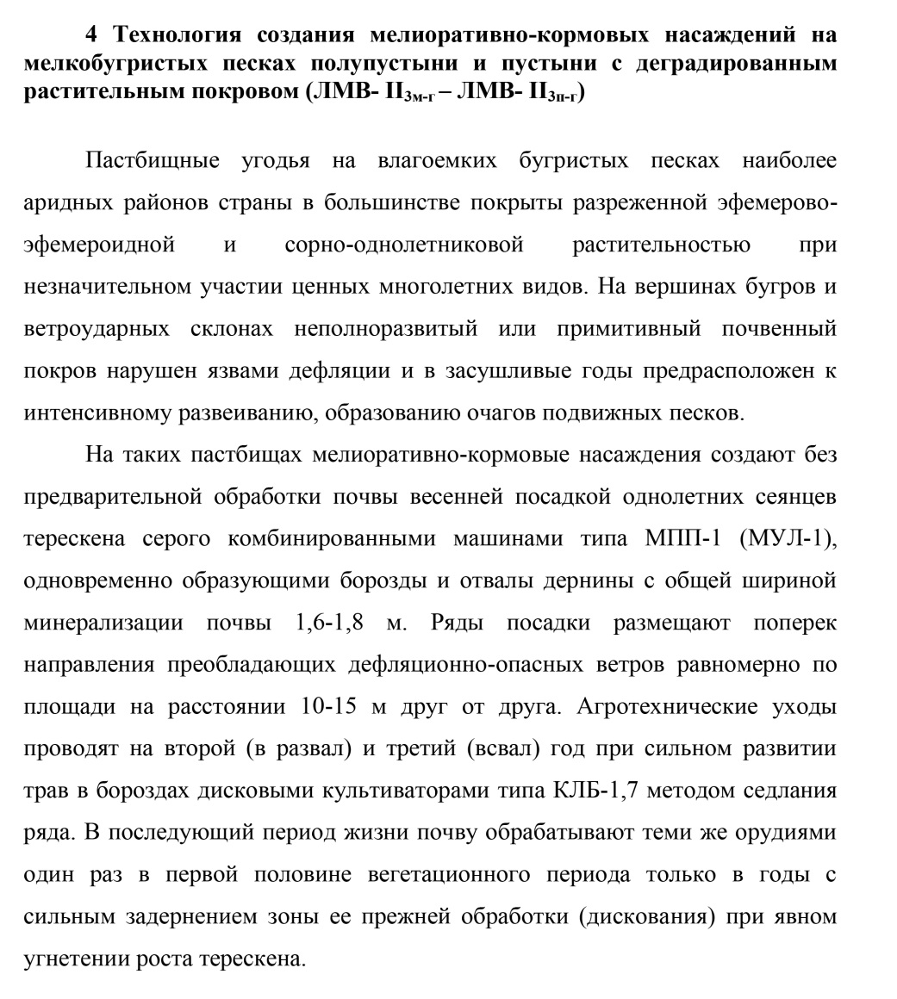 4 Технология создания мелиоративно-кормовых насаждений на
мелкобугристых песках полупустыни и пустыни с деградированным
растительным покровом (ЛМВ- II3м-г – ЛМВ- II3п-г)
Пастбищные угодья на влагоемких бугристых песках наиболее
аридных районов страны в большинстве покрыты разреженной эфемерово-
эфемероидной и сорно-однолетниковой растительностью при
незначительном участии ценных многолетних видов. На вершинах бугров и
ветроударных склонах неполноразвитый или примитивный почвенный
покров нарушен язвами дефляции и в засушливые годы предрасположен к
интенсивному развеиванию, образованию очагов подвижных песков.
На таких пастбищах мелиоративно-кормовые насаждения создают без
предварительной обработки почвы весенней посадкой однолетних сеянцев
терескена серого комбинированными машинами типа МПП-1 (МУЛ-1),
одновременно образующими борозды и отвалы дернины с общей шириной
минерализации почвы 1,6-1,8 м. Ряды посадки размещают поперек
направления преобладающих дефляционно-опасных ветров равномерно по
площади на расстоянии 10-15 м друг от друга. Агротехнические уходы
проводят на второй (в развал) и третий (всвал) год при сильном развитии
трав в бороздах дисковыми культиваторами типа КЛБ-1,7 методом седлания
ряда. В последующий период жизни почву обрабатывают теми же орудиями
один раз в первой половине вегетационного периода только в годы с
сильным задернением зоны ее прежней обработки (дискования) при явном
угнетении роста терескена.